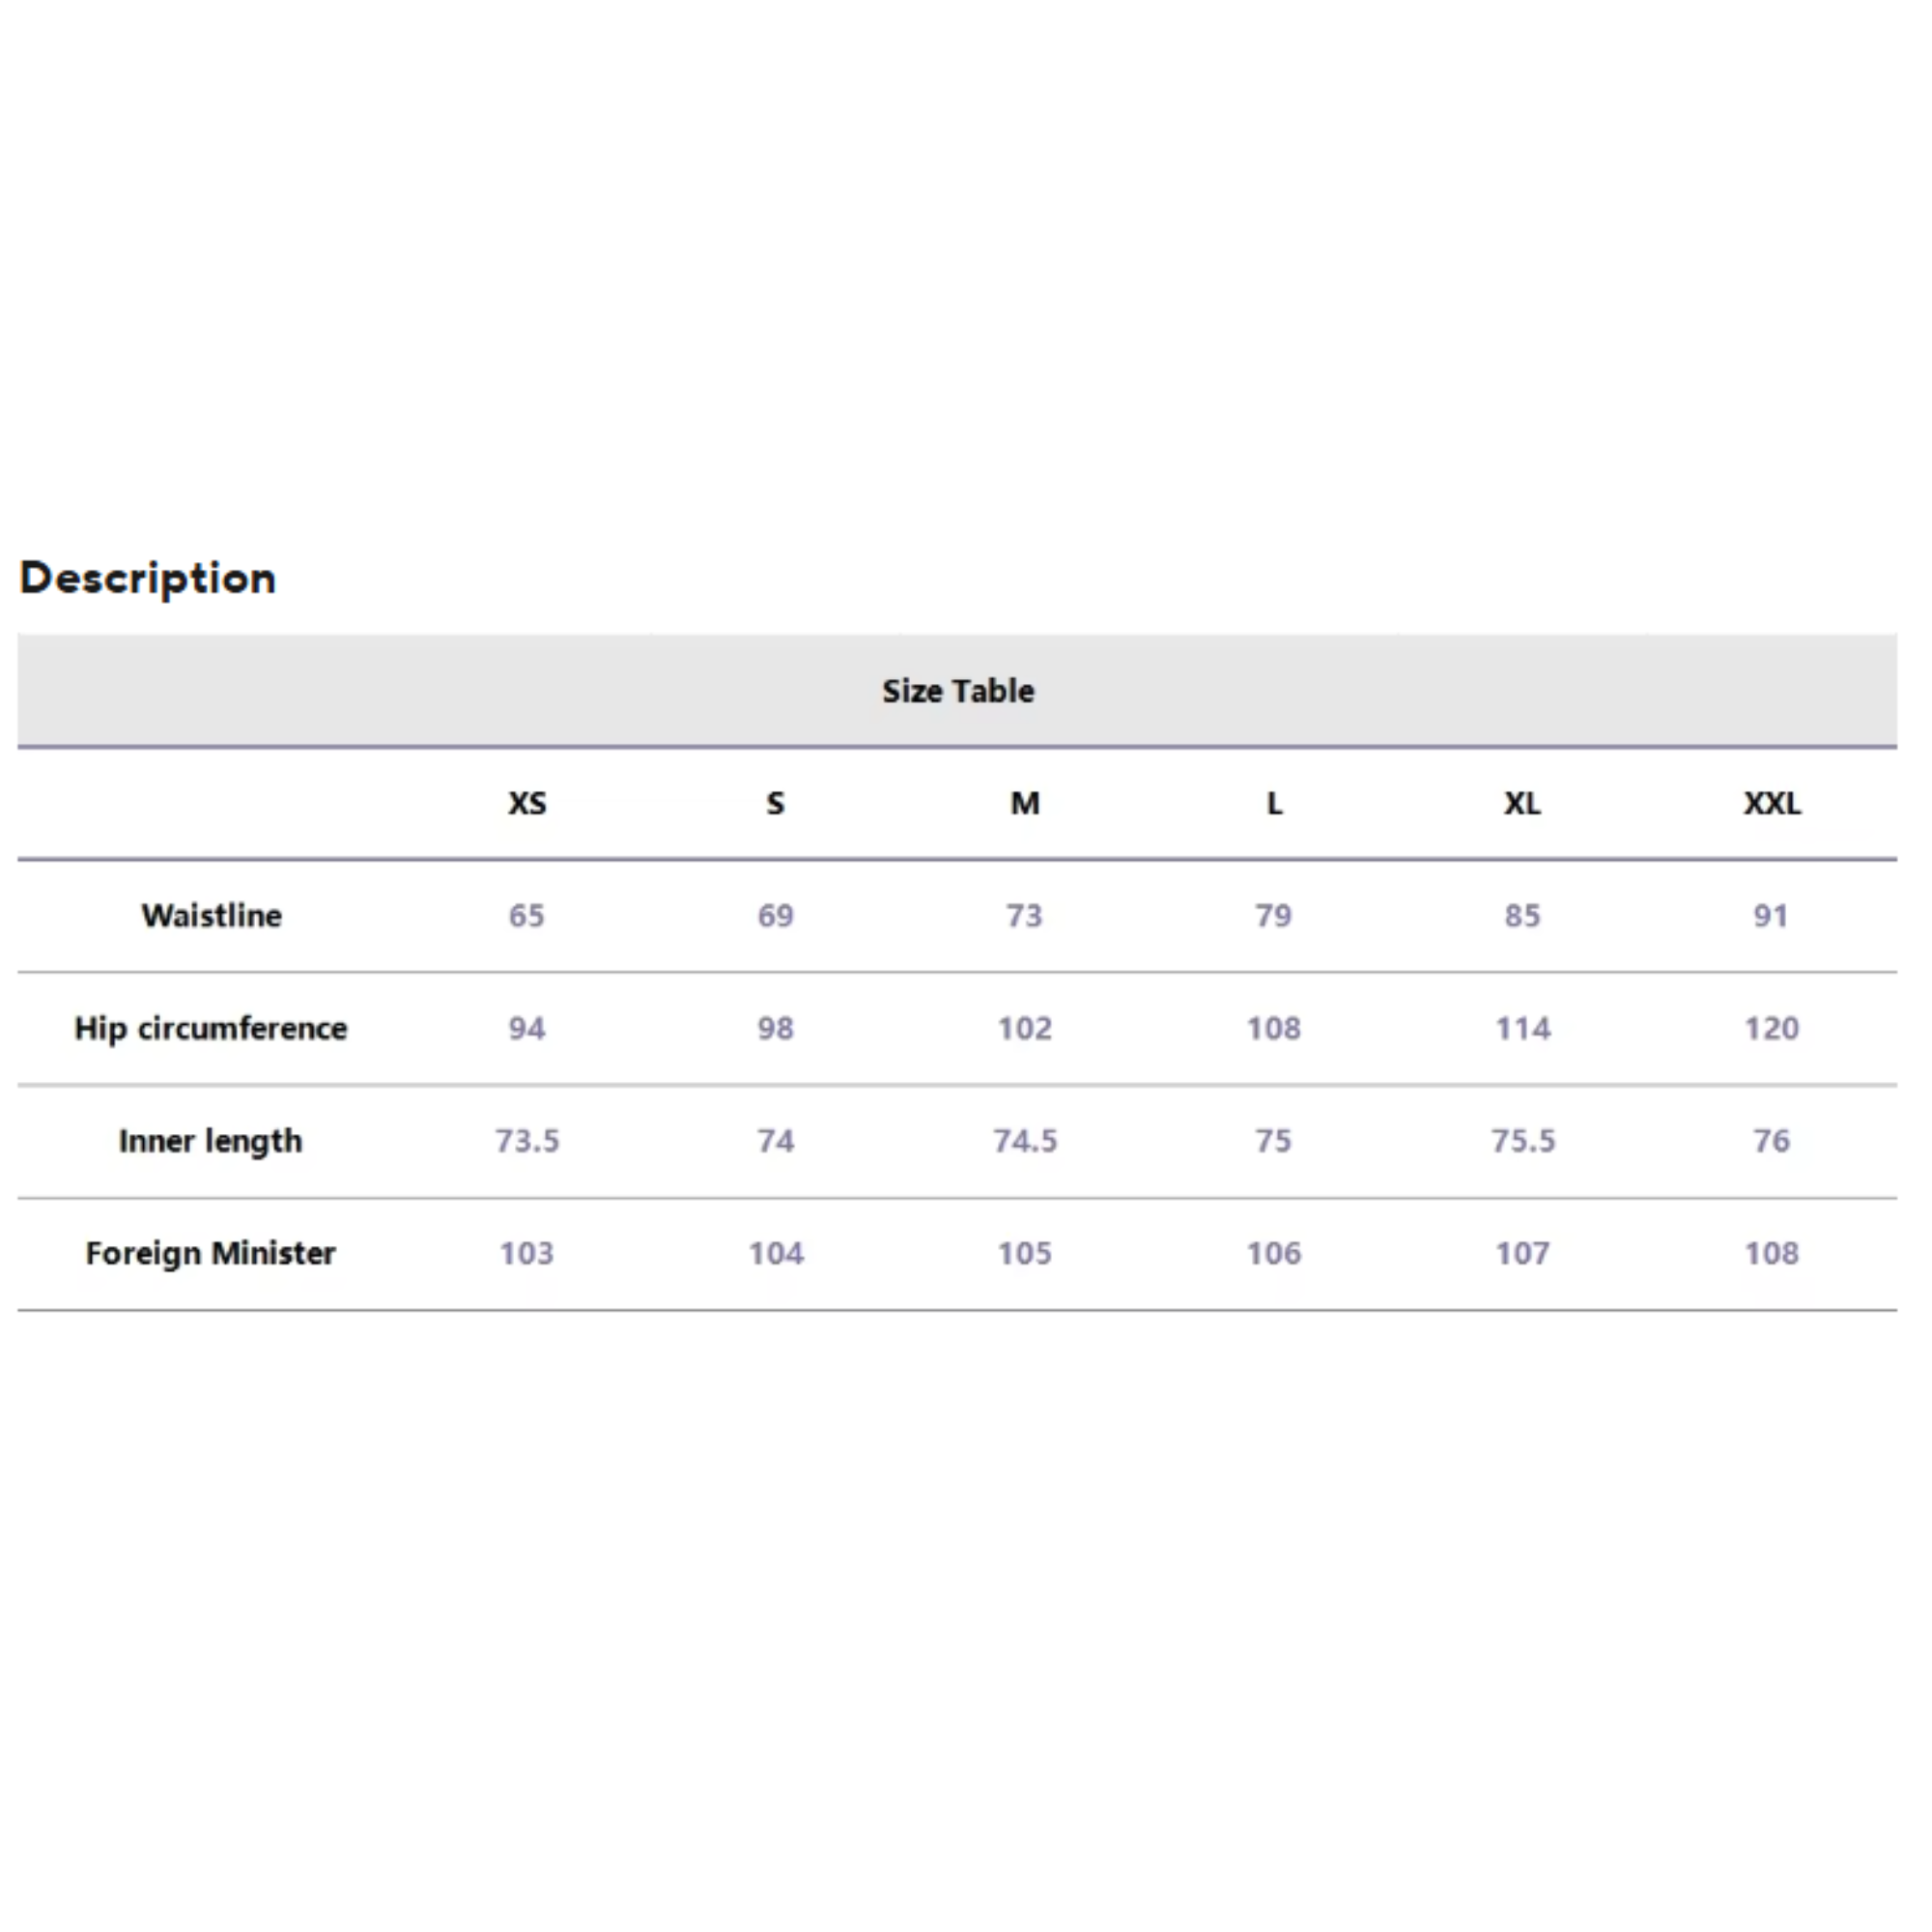 Description
Size Table
XS S M L XL XXL
Waistline 65 69 73 79 85 91
Hip circumference 94 98 102 108 114 120
Inner length 73.5 74 74.5 75 75.5 76
Foreign Minister 103 104 105 106 107 108